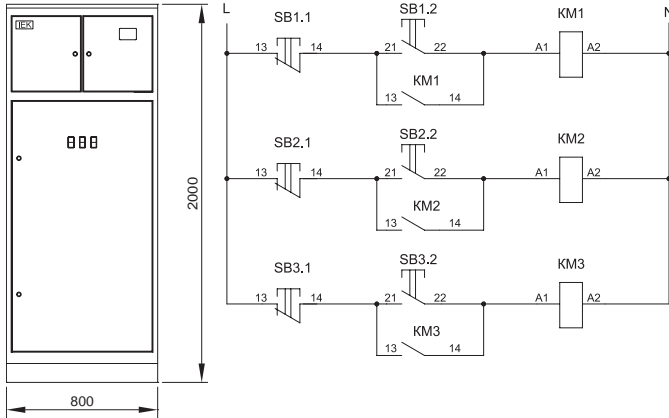 IEK
2000
800
L
N
SB1.1
SB1.2
KM1
13
14
21
22
A1
A2
KM1
13
14
SB2.1
SB2.2
KM2
13
14
21
22
A1
A2
KM2
13
14
SB3.1
SB3.2
KM3
13
14
21
22
A1
A2
KM3
13
14